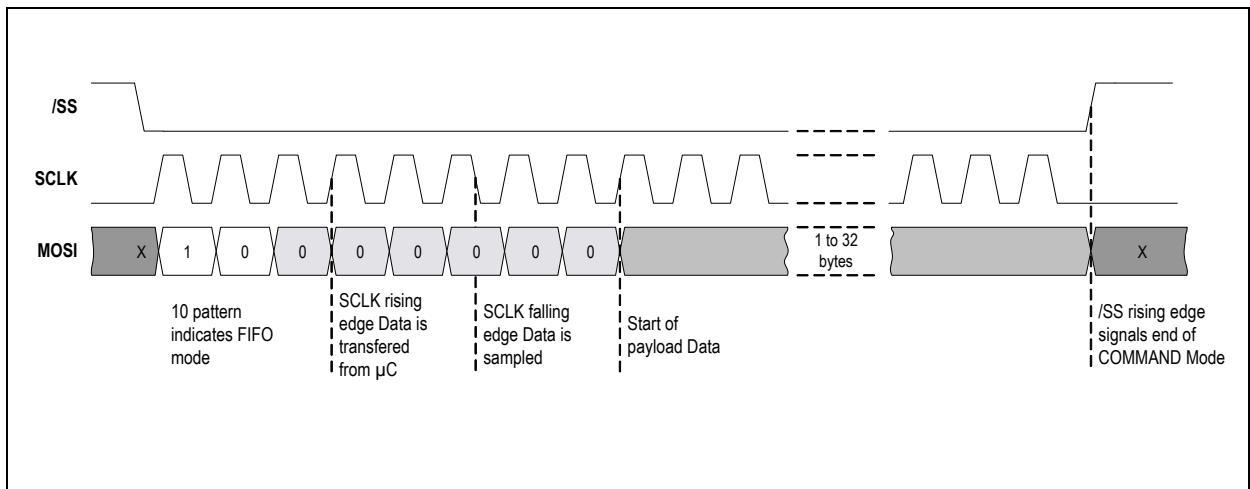 /SS
SCLK
MOSI
X 1 0 0 0 0 0 0 0 1 to 32 X
bytes
10 pattern
indicates FIFO
mode
SCLK rising
edge Data is
transfered
from µC
SCLK falling
edge Data is
sampled
Start of
payload Data
/SS rising edge
signals end of
COMMAND Mode